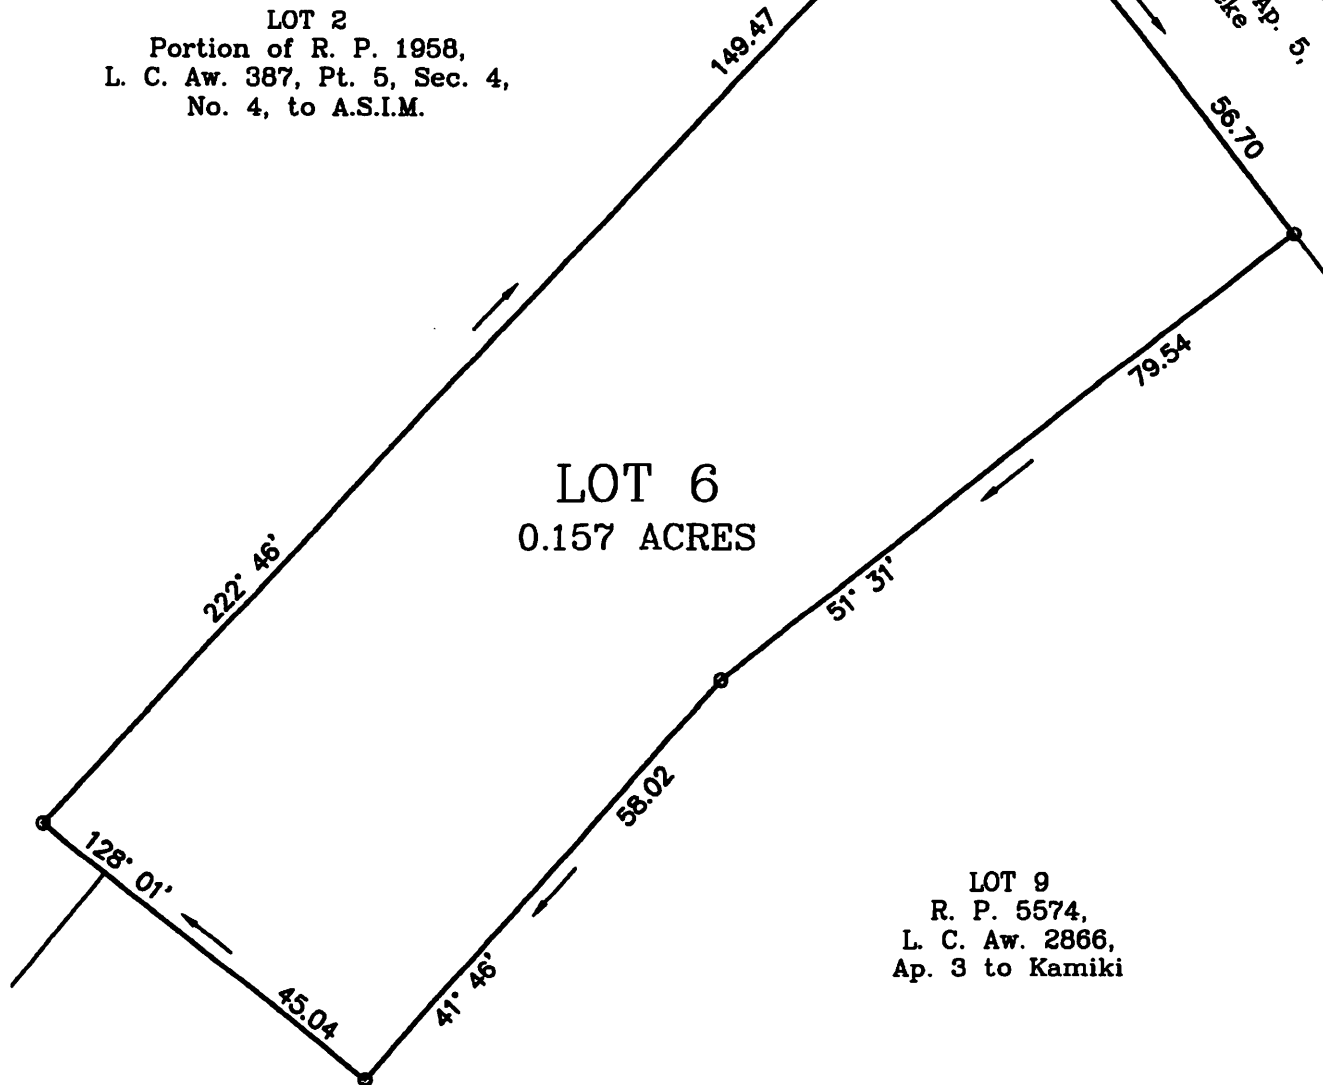 LOT 2
Portion of R. P. 1958,
L. C. Aw. 387, Pt. 5, Sec. 4,
No. 4, to A.S.I.M.
149.47
Ap. 5,
56.70
79.54
LOT 6
0.157 ACRES
222° 46'
51° 31'
58.02
128° 01'
45.04
41° 46'
LOT 9
R. P. 5574,
L. C. Aw. 2866,
Ap. 3 to Kamiki